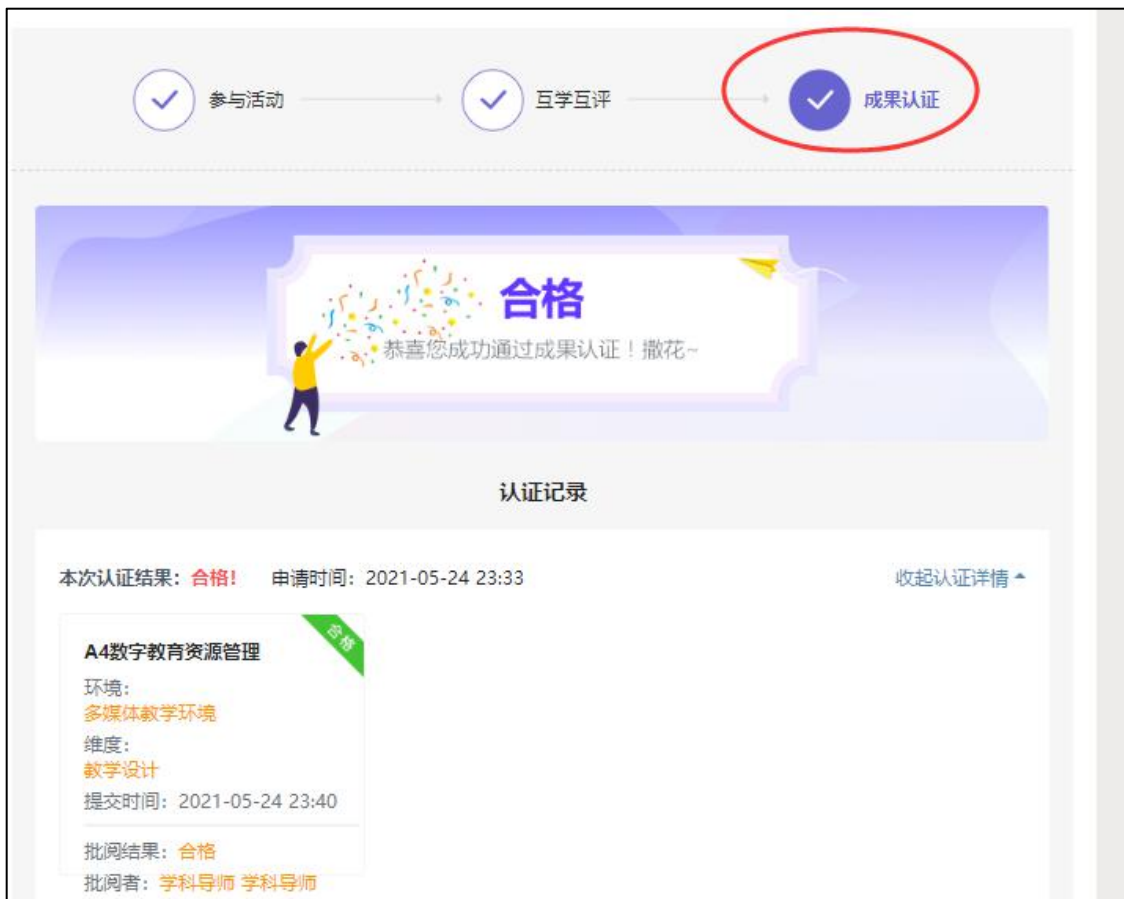 参与活动
互学互评
成果认证
合格
恭喜您成功通过成果认证！撒花~
认证记录
本次认证结果：合格！ 申请时间：2021-05-24 23:33 收起认证详情
合格
A4数字教育资源管理
环境：
多媒体教学环境
维度：
教学设计
提交时间：2021-05-24 23:40
批阅结果：合格
批阅者：学科导师 学科导师